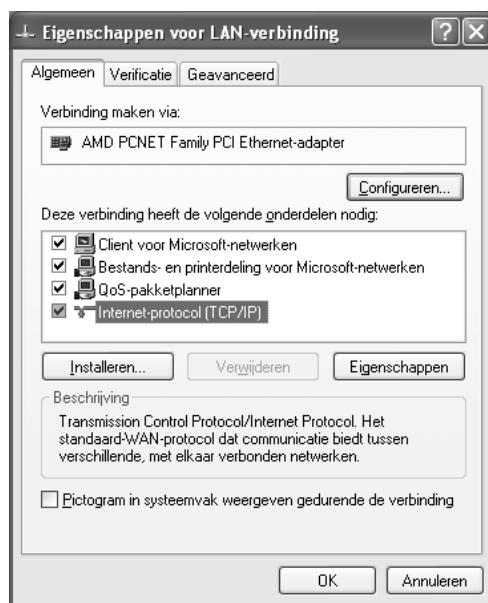 Eigenschappen voor LAN-verbinding
Algemeen Verificatie Geavanceerd
Verbinding maken via:
AMD PCNET Family PCI Ethernet-adapter
Configureren...
Deze verbinding heeft de volgende onderdelen nodig:
Client voor Microsoft-netwerken
Bestands- en printerdeling voor Microsoft-netwerken
QoS-pakketplanner
Internet-protocol (TCP/IP)
Installeren... Verwijderen Eigenschappen
Beschrijving
Transmission Control Protocol/Internet Protocol. Het
standaard-WAN-protocol dat communicatie biedt tussen
verschillende, met elkaar verbonden netwerken.
Pictogram in systeemvak weergeven gedurende de verbinding
OK Annuleren